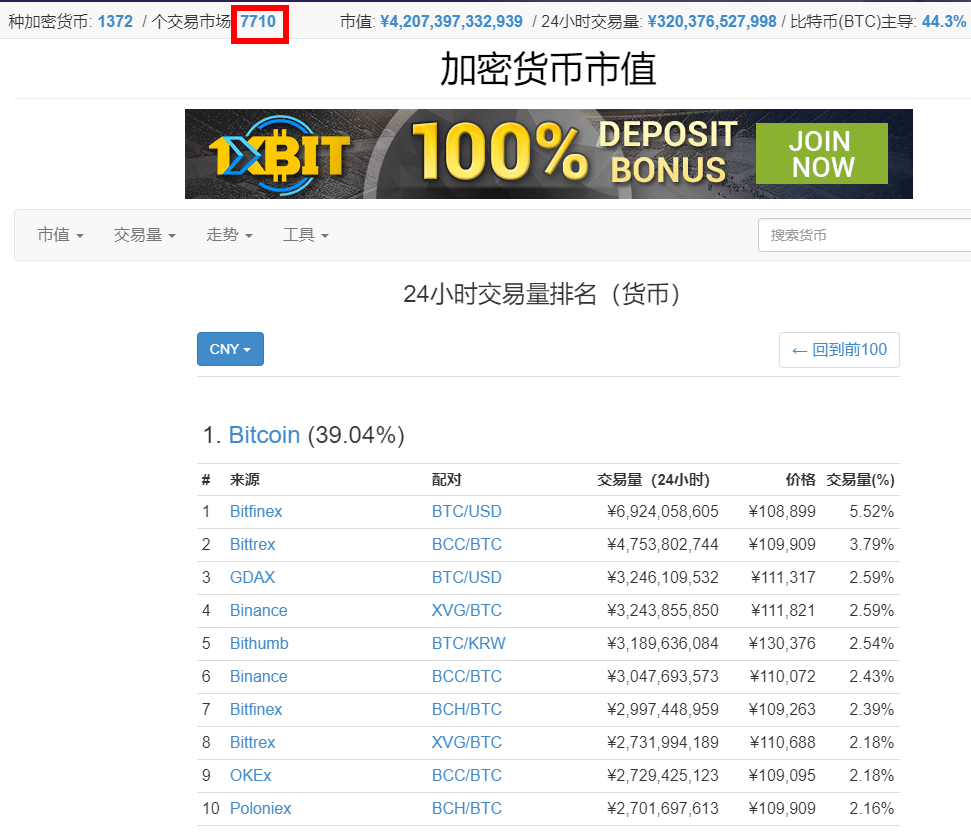 种加密货币: 1372 / 个交易市场 7710 市值: ¥4,207,397,332,939 / 24小时交易量: ¥320,376,527,998 / 比特币(BTC)主导: 44.3%
加密货币市值
1XBIT 100% DEPOSIT BONUS JOIN NOW
市值 交易量 走势 工具 搜索货币
24小时交易量排名（货币）
CNY ← 回到前100
1. Bitcoin (39.04%)
# 来源 配对 交易量（24小时） 价格 交易量(%)
1 Bitfinex BTC/USD ¥6,924,058,605 ¥108,899 5.52%
2 Bittrex BCC/BTC ¥4,753,802,744 ¥109,909 3.79%
3 GDAX BTC/USD ¥3,246,109,532 ¥111,317 2.59%
4 Binance XVG/BTC ¥3,243,855,850 ¥111,821 2.59%
5 Bithumb BTC/KRW ¥3,189,636,084 ¥130,376 2.54%
6 Binance BCC/BTC ¥3,047,693,573 ¥110,072 2.43%
7 Bitfinex BCH/BTC ¥2,997,448,959 ¥109,263 2.39%
8 Bittrex XVG/BTC ¥2,731,994,189 ¥110,688 2.18%
9 OKEx BCC/BTC ¥2,729,425,123 ¥109,095 2.18%
10 Poloniex BCH/BTC ¥2,701,697,613 ¥109,909 2.16%